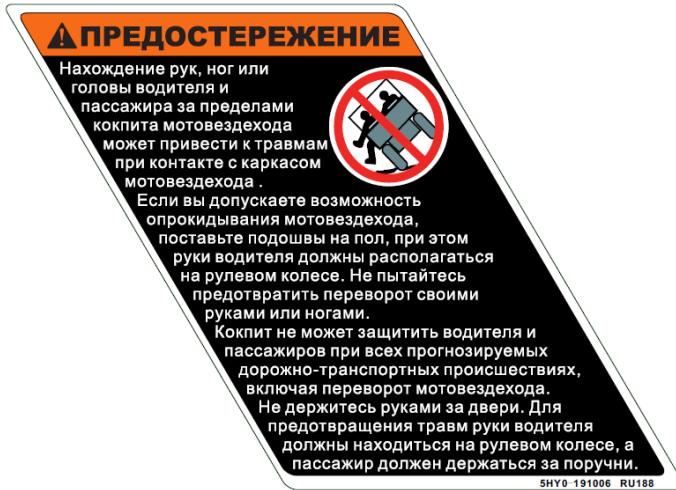 ПРЕДОСТЕРЕЖЕНИЕ
Нахождение рук, ног или
головы водителя и
пассажира за пределами
кокпита мотовездехода
может привести к травмам
при контакте с каркасом
мотовездехода .
Если вы допускаете возможность
опрокидывания мотовездехода,
поставьте подошвы на пол, при этом
руки водителя должны располагаться
на рулевом колесе. Не пытайтесь
предотвратить переворот своими
руками или ногами.
Кокпит не может защитить водителя и
пассажиров при всех прогнозируемых
дорожно-транспортных происшествиях,
включая переворот мотовездехода.
Не держитесь руками за двери. Для
предотвращения травм руки водителя
должны находиться на рулевом колесе, а
пассажир должен держаться за поручни.
5HY0-191006 RU188